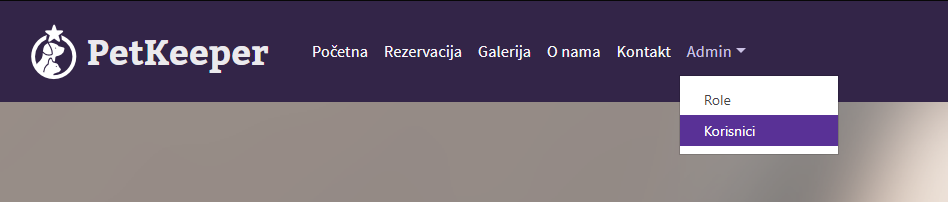 PetKeeper Početna Rezervacija Galerija O nama Kontakt Admin
Role
Korisnici